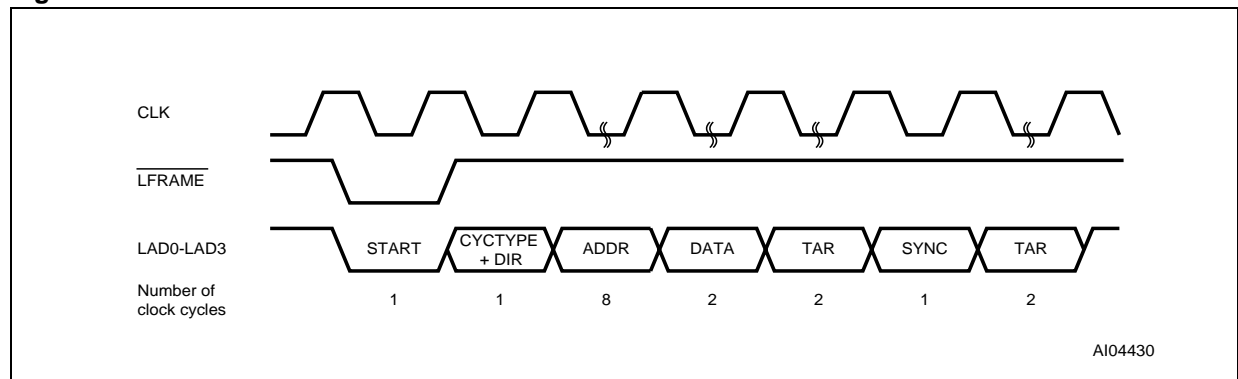 CLK
LFRAME
LAD0-LAD3
START
CYCTYPE
+ DIR
ADDR
DATA
TAR
SYNC
TAR
Number of
clock cycles
1
1
8
2
2
1
2
AI04430